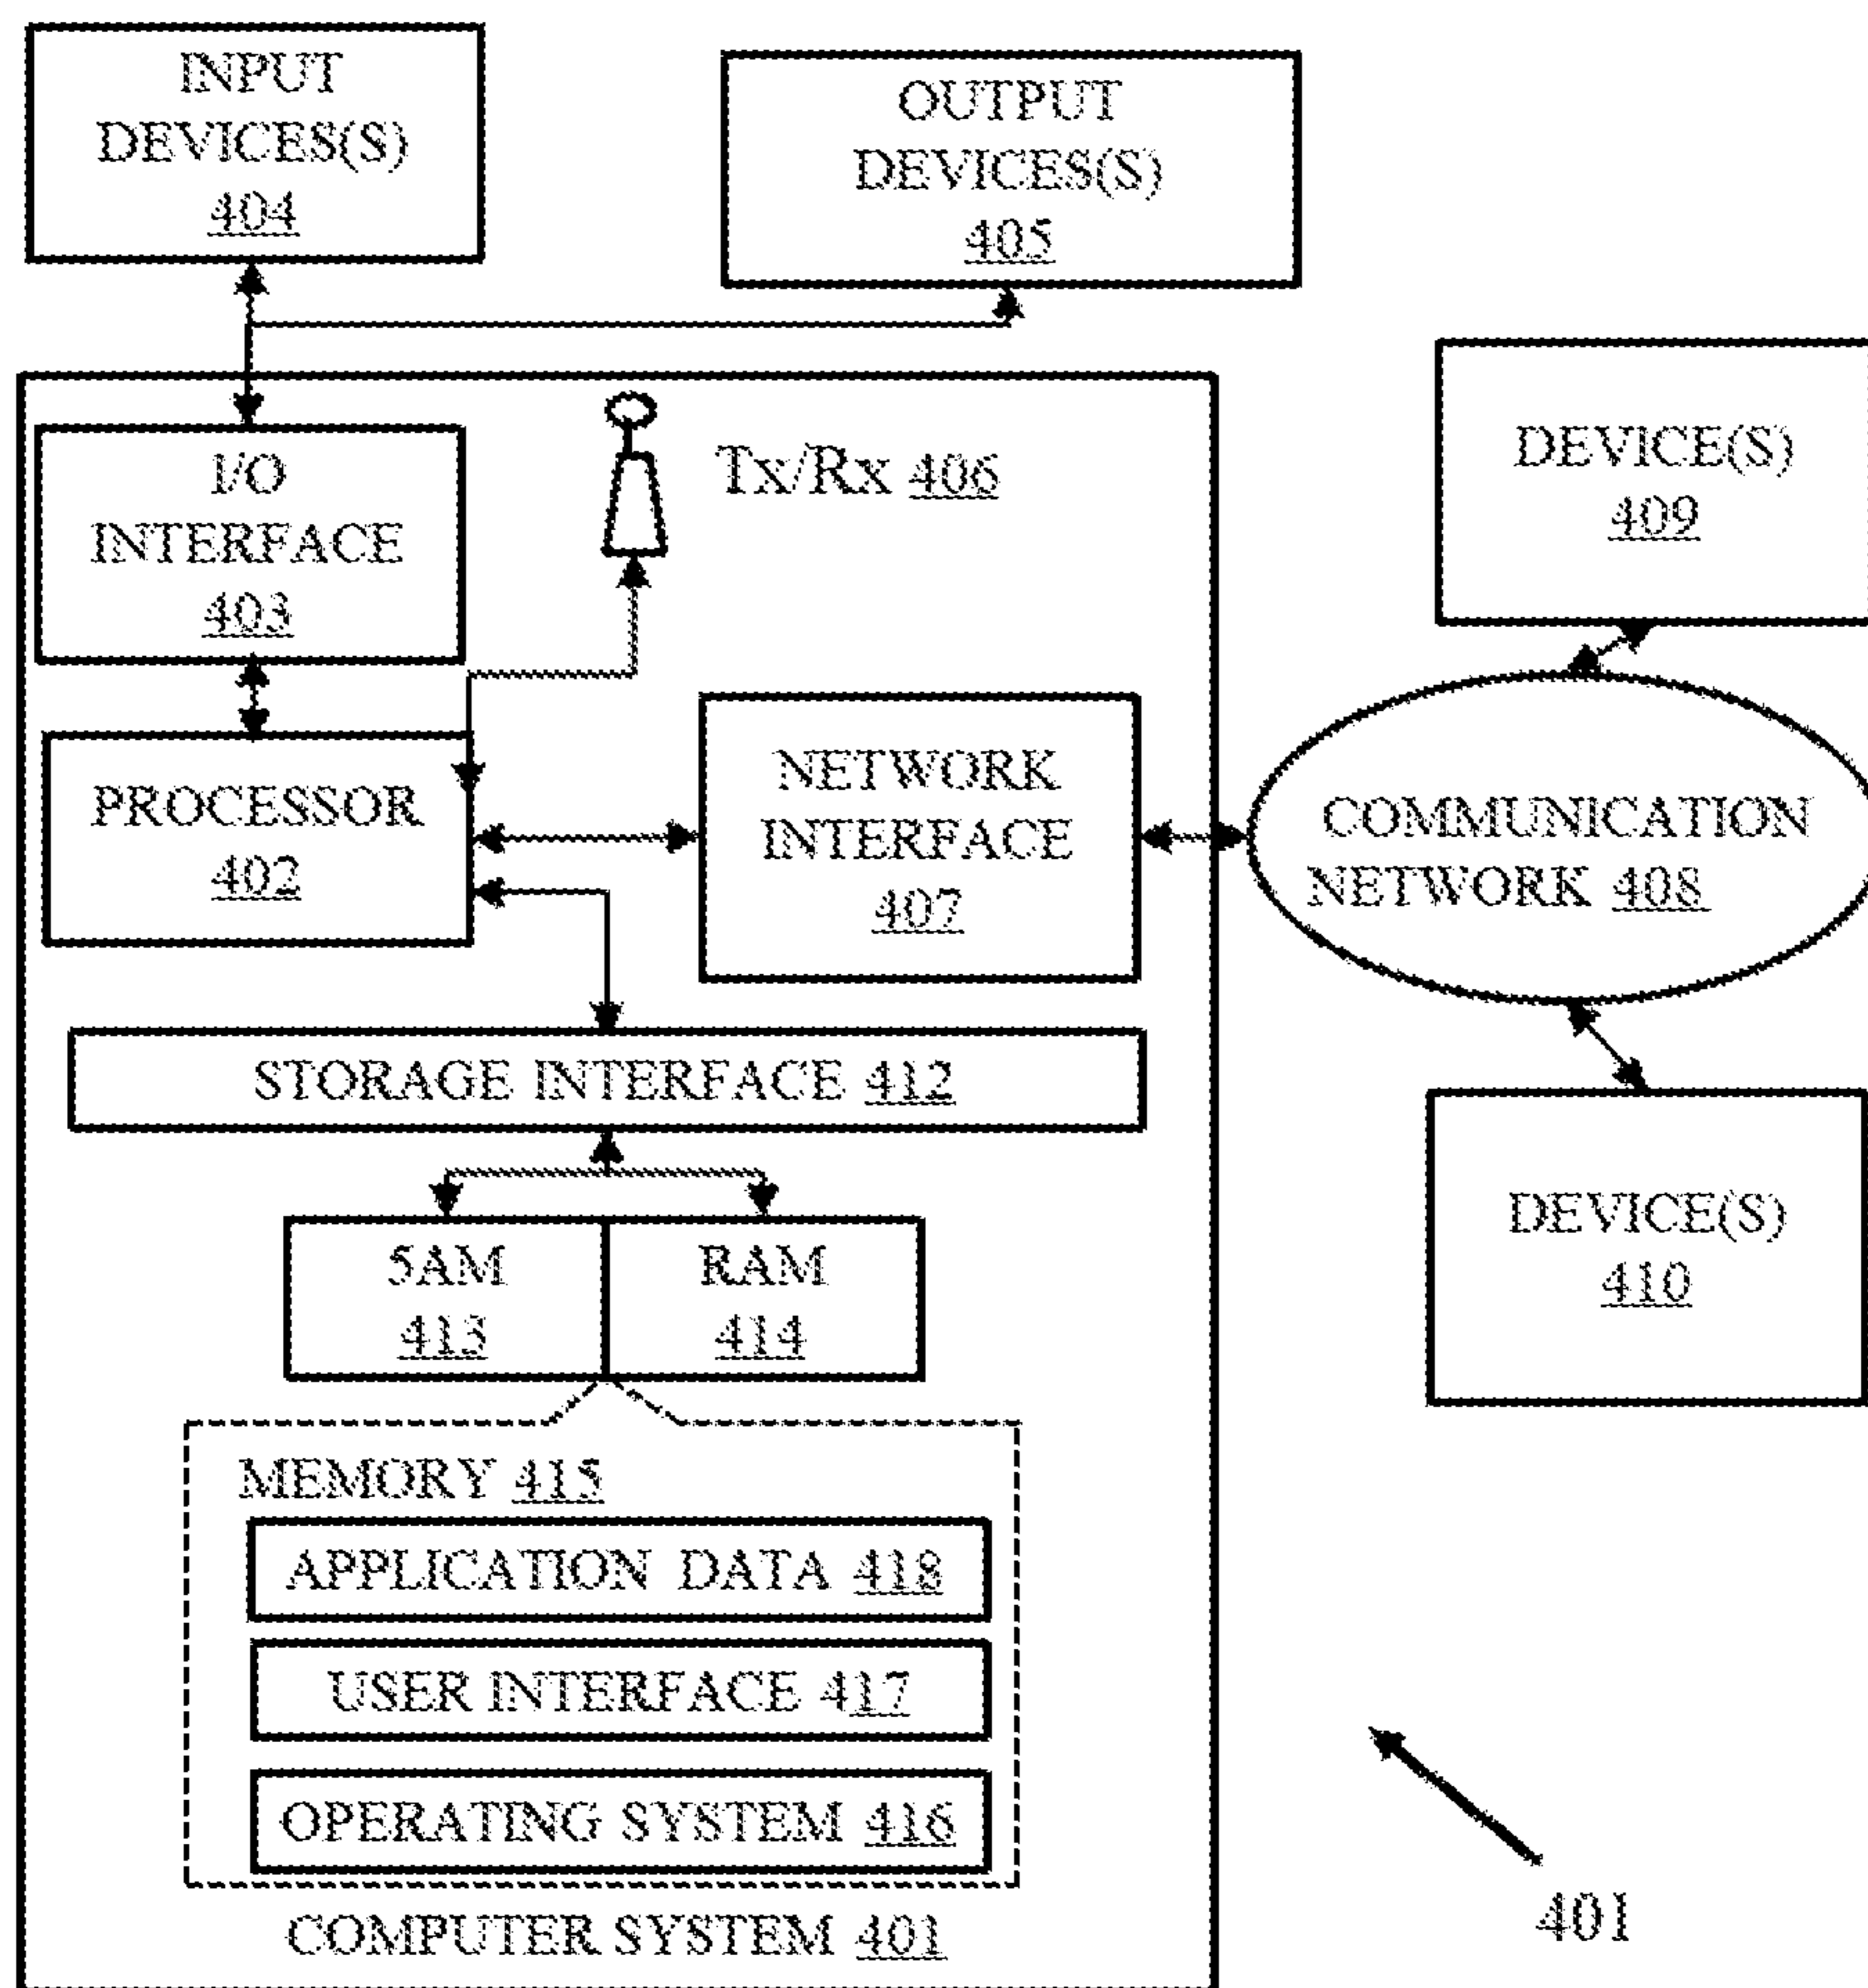 INPUT
DEVICES(S)
404
OUTPUT
DEVICES(S)
405
I/O
INTERFACE
403
Tx/Rx 406
DEVICE(S)
409
PROCESSOR
402
NETWORK
INTERFACE
407
COMMUNICATION
NETWORK 408
STORAGE INTERFACE 412
5AM
413
RAM
414
DEVICE(S)
410
MEMORY 415
APPLICATION DATA 418
USER INTERFACE 417
OPERATING SYSTEM 416
COMPUTER SYSTEM 401
401